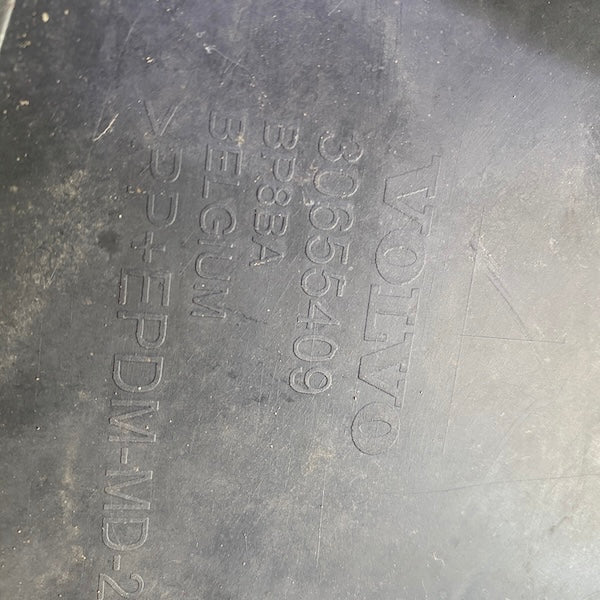 VOLVO
30655409
BP8BA
BELGIUM
>PP+EPDM-MD-2